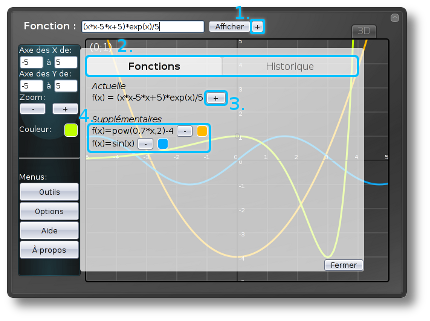 1.
Fonction : (x*x-5*x+5)*exp(x)/5 Afficher +
3D
Axe des X de:
-5 à 5
Axe des Y de:
-5 à 5
Zoom:
- +
Couleur:
Menus:
Outils
Options
Aide
À propos
(0,1
2.
Fonctions Historique
Actuelle
f(x) = (x*x-5*x+5)*exp(x)/5 +
3.
4.
Supplémentaires
f(x)=pow(0.7*x,2)-4 -
f(x)=sin(x) -
Fermer